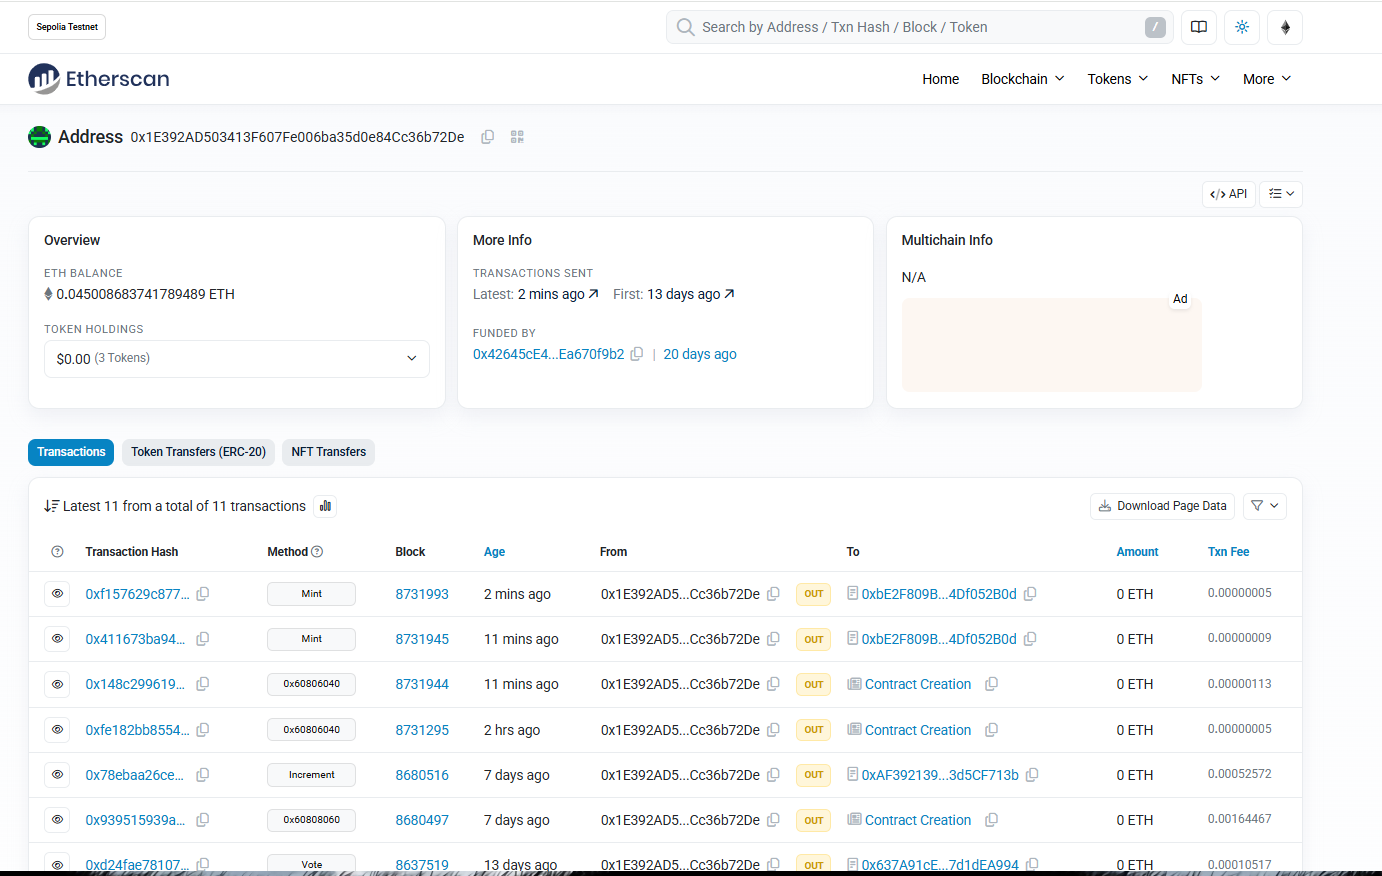 Sepolia Testnet
Search by Address / Txn Hash / Block / Token /
Etherscan
Home Blockchain Tokens NFTs More
Address 0x1E392AD503413F607Fe006ba35d0e84Cc36b72De
</> API
Overview
ETH BALANCE
0.045008683741789489 ETH
TOKEN HOLDINGS
$0.00 (3 Tokens)
More Info
TRANSACTIONS SENT
Latest: 2 mins ago First: 13 days ago
FUNDED BY
0x42645cE4...Ea670f9b2 | 20 days ago
Multichain Info
N/A
Ad
Transactions Token Transfers (ERC-20) NFT Transfers
Latest 11 from a total of 11 transactions Download Page Data
Transaction Hash Method Block Age From To Amount Txn Fee
0xf157629c877... Mint 8731993 2 mins ago 0x1E392AD5...Cc36b72De OUT 0xbE2F809B...4Df052B0d 0 ETH 0.00000005
0x411673ba94... Mint 8731945 11 mins ago 0x1E392AD5...Cc36b72De OUT 0xbE2F809B...4Df052B0d 0 ETH 0.00000009
0x148c299619... 0x60806040 8731944 11 mins ago 0x1E392AD5...Cc36b72De OUT Contract Creation 0 ETH 0.00000113
0xfe182bb8554... 0x60806040 8731295 2 hrs ago 0x1E392AD5...Cc36b72De OUT Contract Creation 0 ETH 0.00000005
0x78ebaa26ce... Increment 8680516 7 days ago 0x1E392AD5...Cc36b72De OUT 0xAF392139...3d5CF713b 0 ETH 0.00052572
0x939515939a... 0x60808060 8680497 7 days ago 0x1E392AD5...Cc36b72De OUT Contract Creation 0 ETH 0.00164467
0xd24fae78107... Vote 8637519 13 days ago 0x1E392AD5...Cc36b72De OUT 0x637A91cE...7d1dEA994 0 ETH 0.00010517